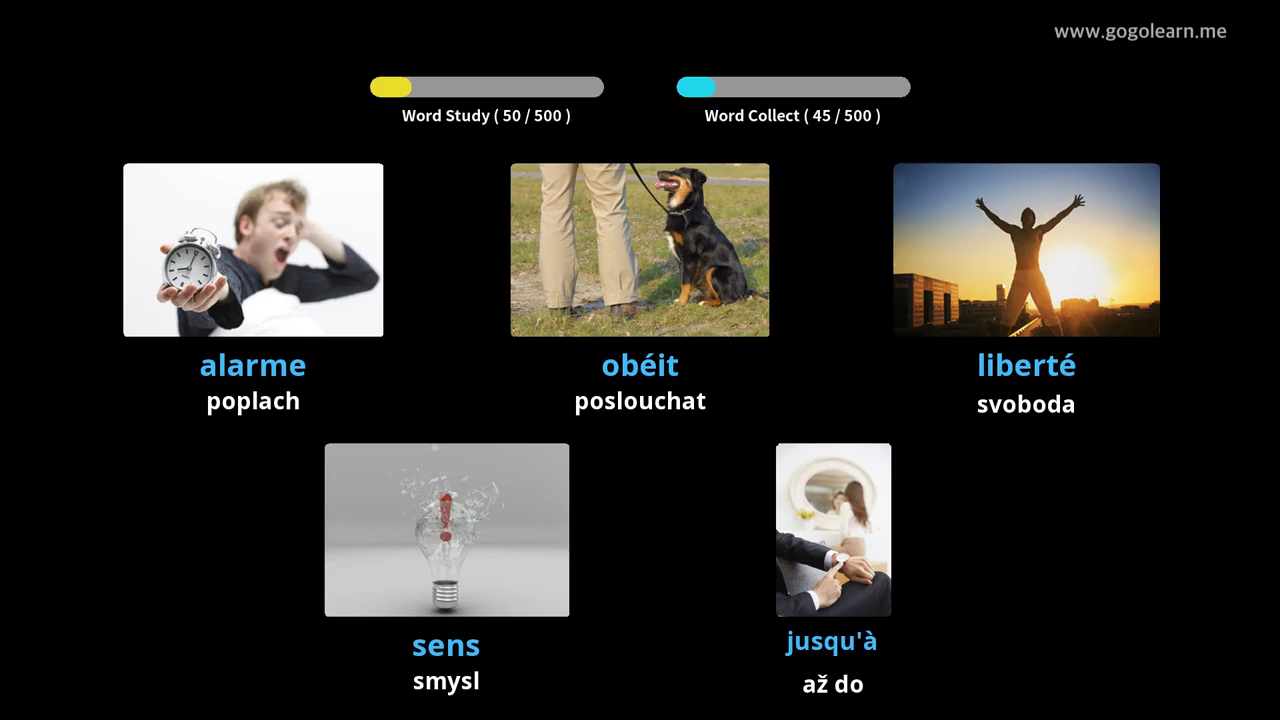 www.gogolearn.me
Word Study ( 50 / 500 )
Word Collect ( 45 / 500 )
alarme
poplach
obéit
poslouchat
liberté
svoboda
sens
smysl
jusqu'à
až do